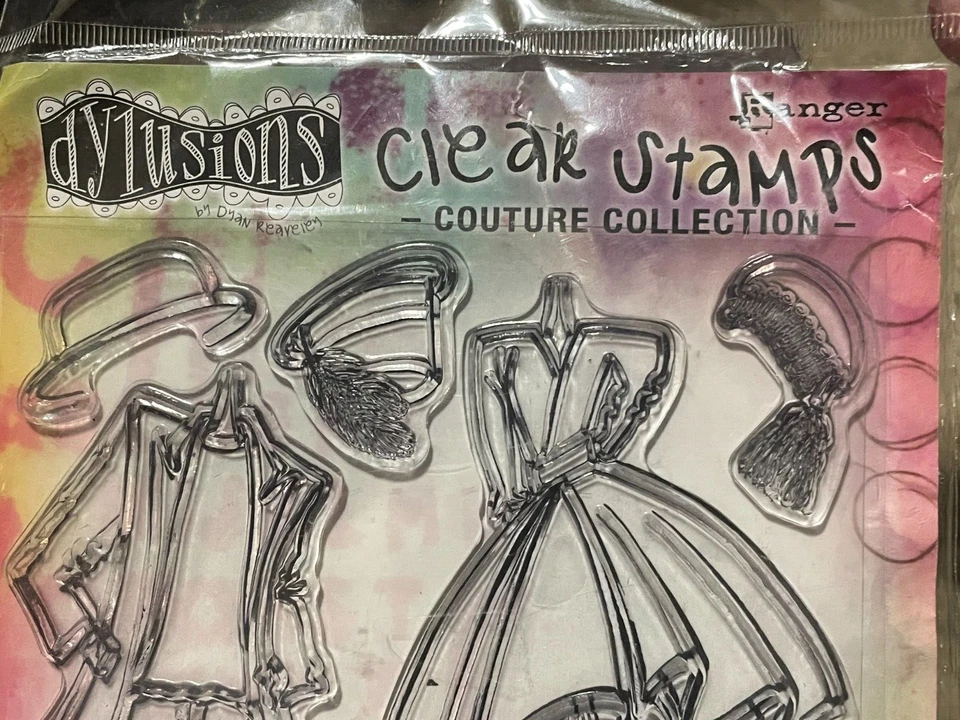 dylusions
by Dyan Reaveley
Ranger
Clear Stamps
– COUTURE COLLECTION –